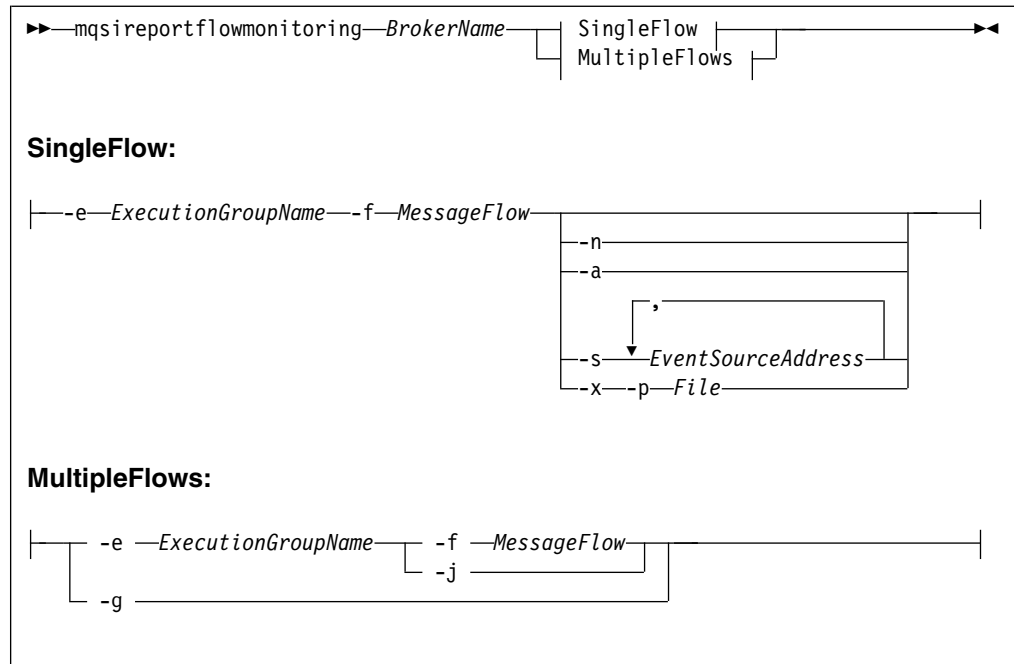 mqsireportflowmonitoring BrokerName SingleFlow
MultipleFlows
SingleFlow:
-e ExecutionGroupName -f MessageFlow
-n
-a
,
-s EventSourceAddress
-x -p File
MultipleFlows:
-e ExecutionGroupName -f MessageFlow
-j
-g